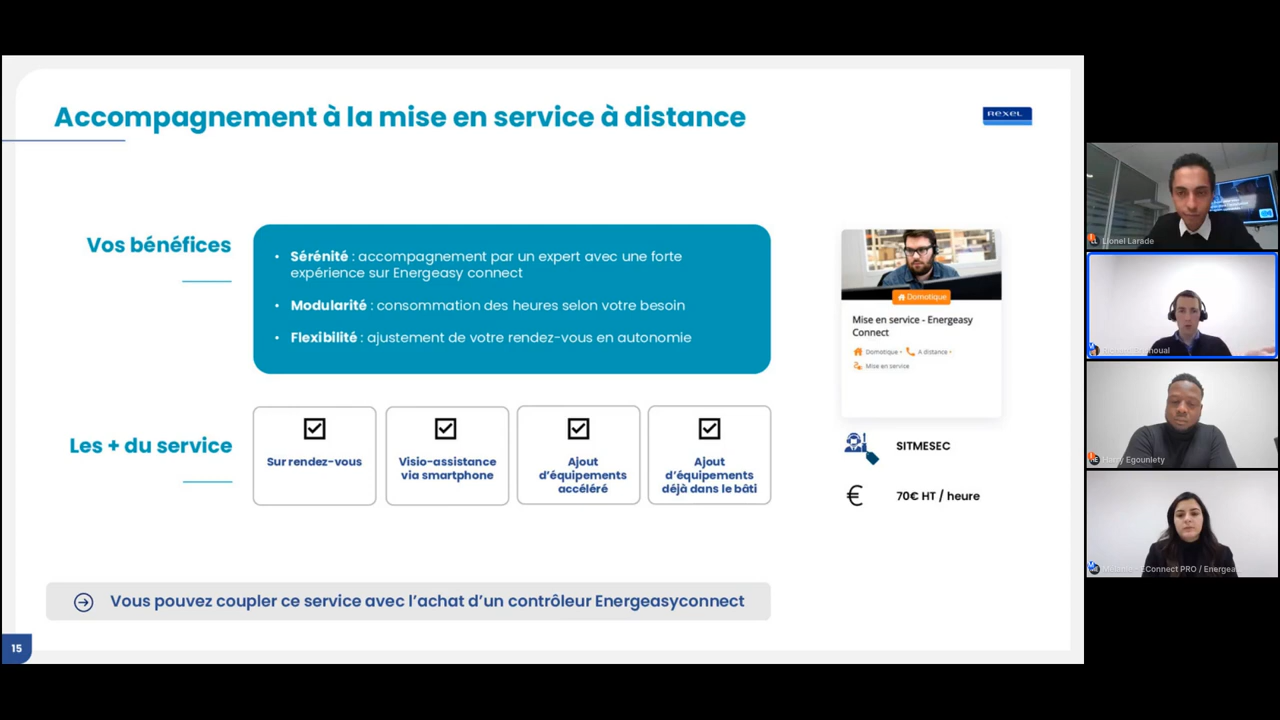 Accompagnement à la mise en service à distance
REXEL
Vos bénéfices
• Sérénité : accompagnement par un expert avec une forte
expérience sur Energeasy connect
• Modularité : consommation des heures selon votre besoin
• Flexibilité : ajustement de votre rendez-vous en autonomie
Domotique
Mise en service - Energeasy
Connect
Domotique •
A distance •
Mise en service
Les + du service
Sur rendez-vous
Visio-assistance
via smartphone
Ajout
d'équipements
accéléré
Ajout
d'équipements
déjà dans le bâti
SITMESEC
€ 70€ HT / heure
Vous pouvez coupler ce service avec l'achat d'un contrôleur Energeasyconnect
15
Lionel Larade
Harry Egounlety
EConnect PRO / Energea